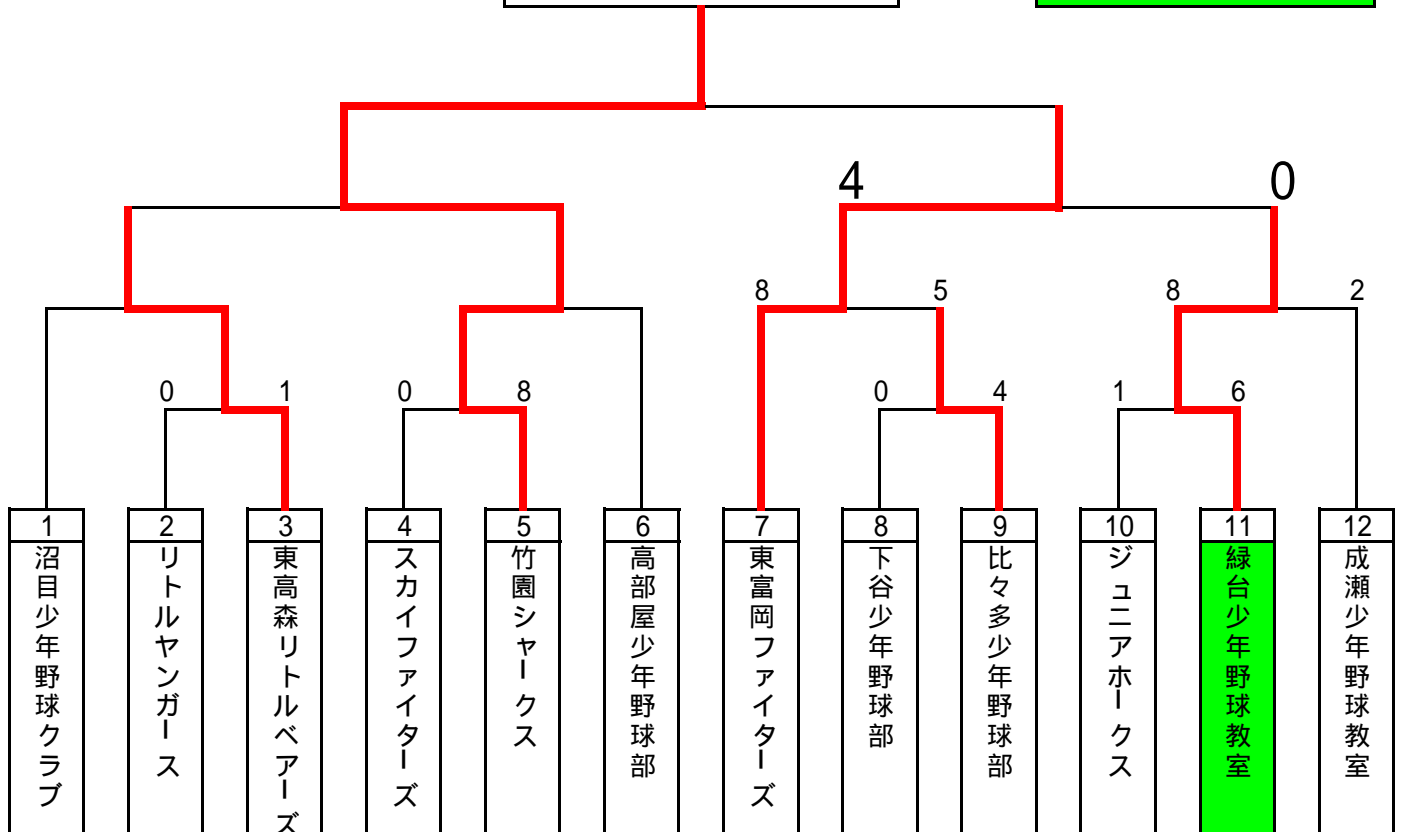 4 0
8 5 8 2
0 1 0 8 0 4 1 6
1 2 3 4 5 6 7 8 9 10 11 12
沼目少年野球クラブ
リトルヤンガース
東高森リトルベアーズ
スカイファイターズ
竹園シャークス
高部屋少年野球部
東富岡ファイターズ
下谷少年野球部
比々多少年野球部
ジュニアホークス
緑台少年野球教室
成瀬少年野球教室